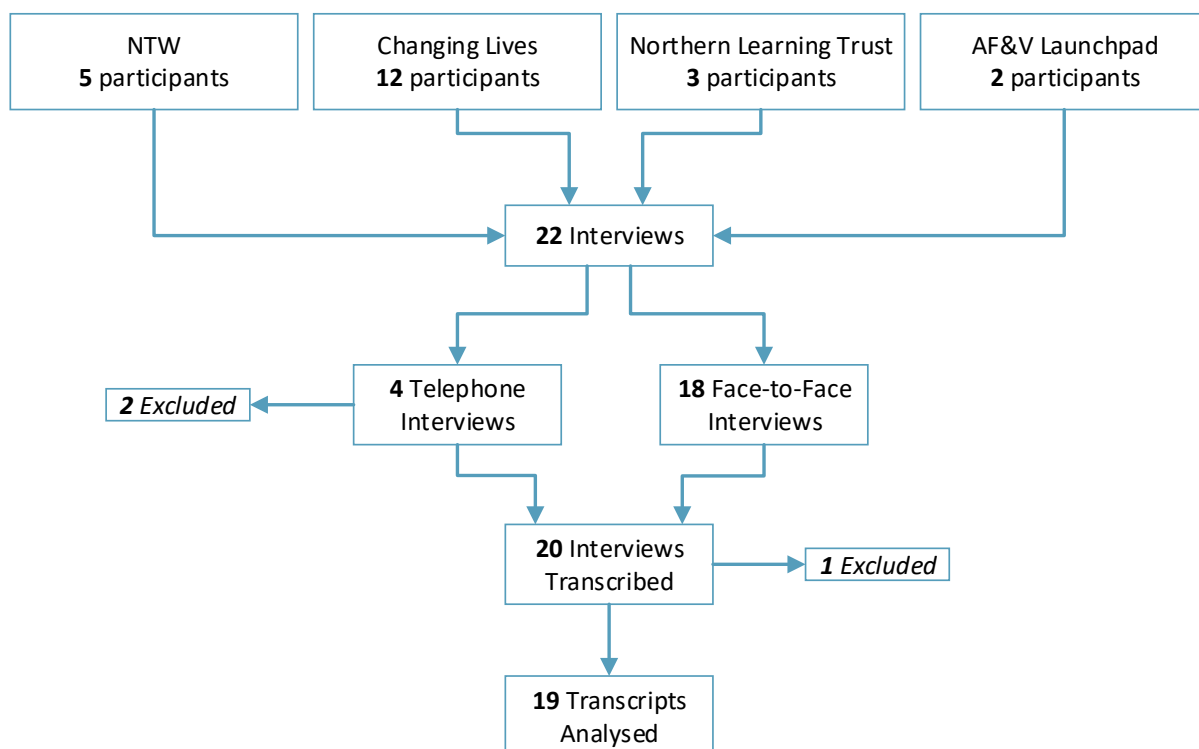 NTW
5 participants
Changing Lives
12 participants
Northern Learning Trust
3 participants
AF&V Launchpad
2 participants
22 Interviews
4 Telephone
Interviews
18 Face-to-Face
Interviews
2 Excluded
20 Interviews
Transcribed
1 Excluded
19 Transcripts
Analysed